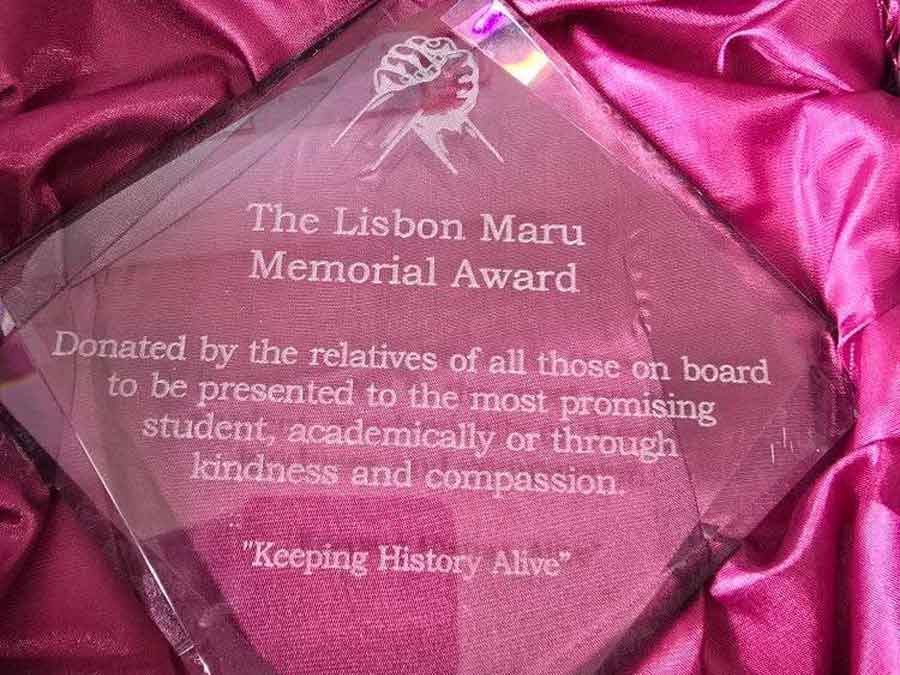 The Lisbon Maru
Memorial Award
Donated by the relatives of all those on board
to be presented to the most promising
student, academically or through
kindness and compassion.
"Keeping History Alive”